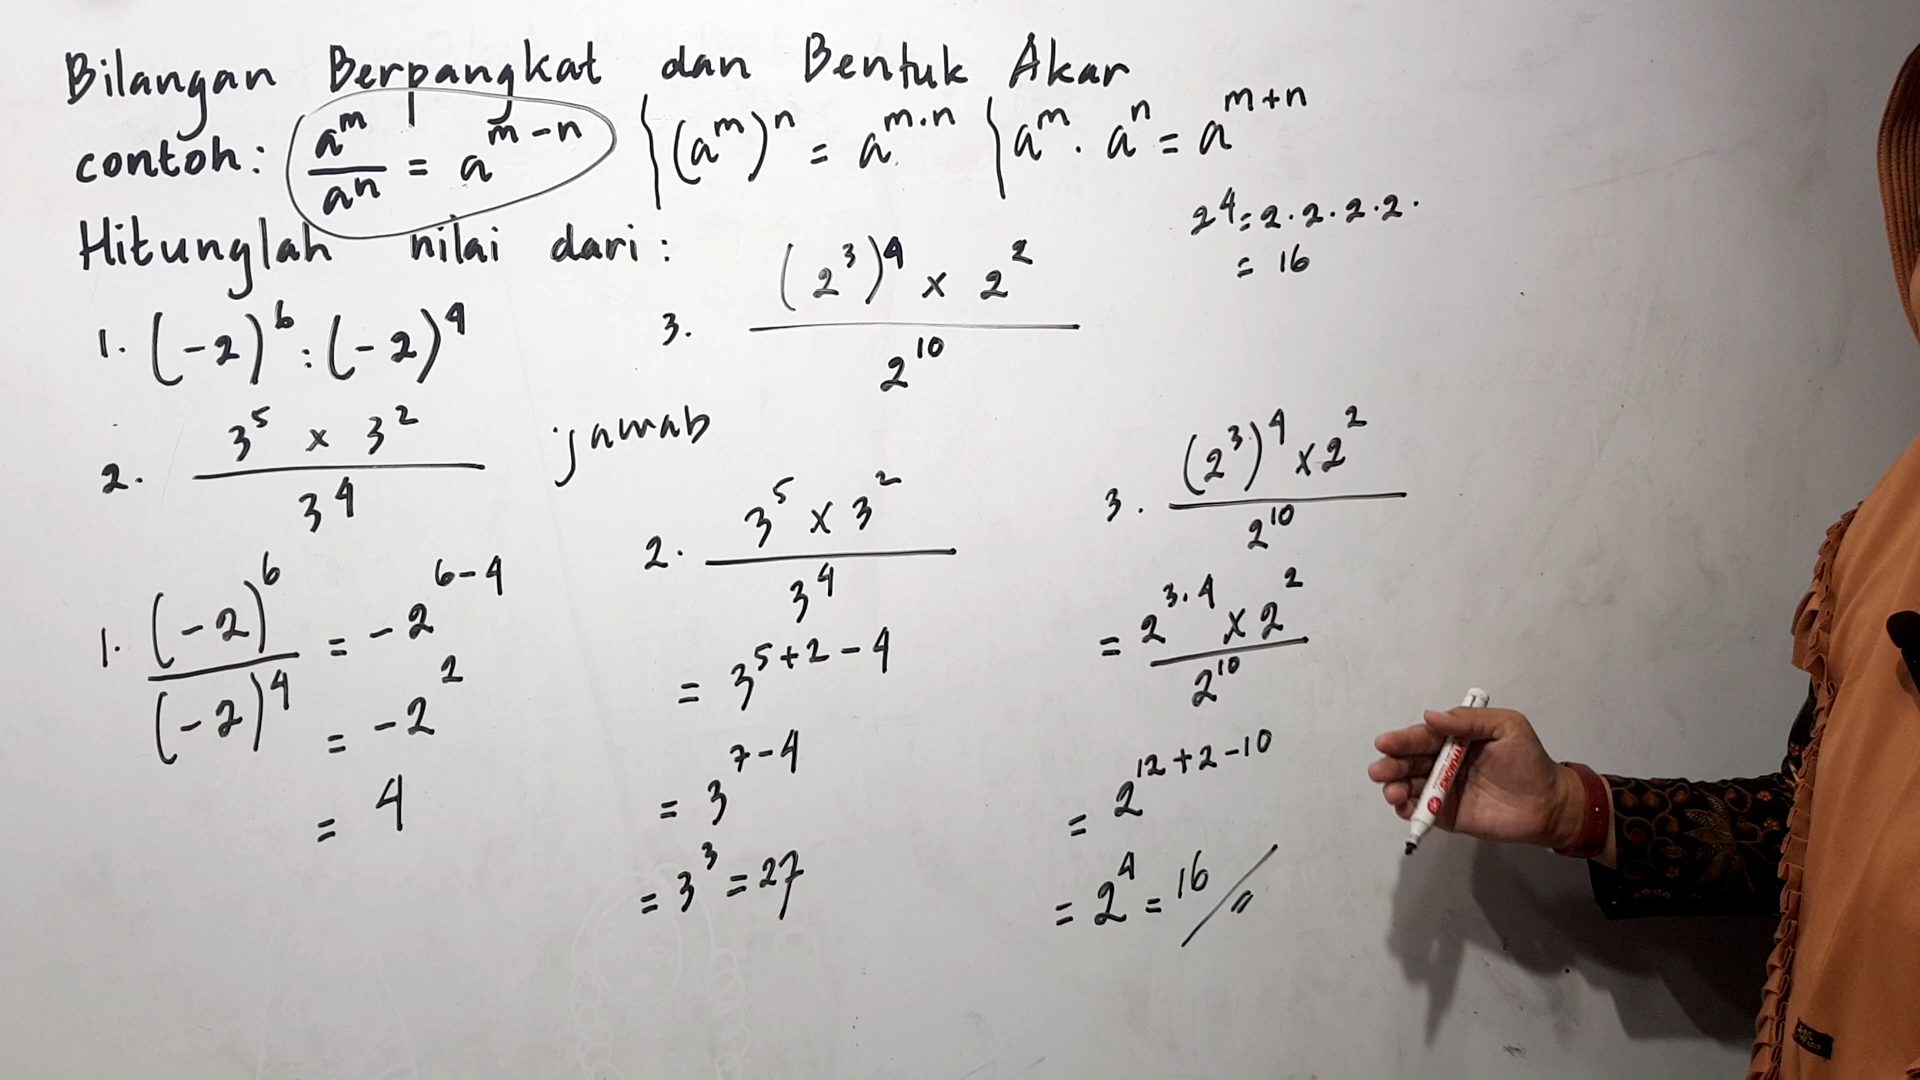 Bilangan Berpangkat dan Bentuk Akar
contoh: a^m/a^n = a^(m-n) { (a^m)^n = a^(m·n) { a^m · a^n = a^(m+n)
Hitunglah nilai dari:
2^4 = 2·2·2·2·
= 16
1. (-2)^6 : (-2)^4
2. (3^5 x 3^2)/3^4
3. ((2^3)^4 x 2^2)/2^10
jawab
1. (-2)^6/(-2)^4 = -2^(6-4)
= -2^2
= 4
2. (3^5 x 3^2)/3^4
= 3^(5+2-4)
= 3^(7-4)
= 3^3 = 27
3. ((2^3)^4 x 2^2)/2^10
= (2^(3·4) x 2^2)/2^10
= 2^(12+2-10)
= 2^4 = 16 //